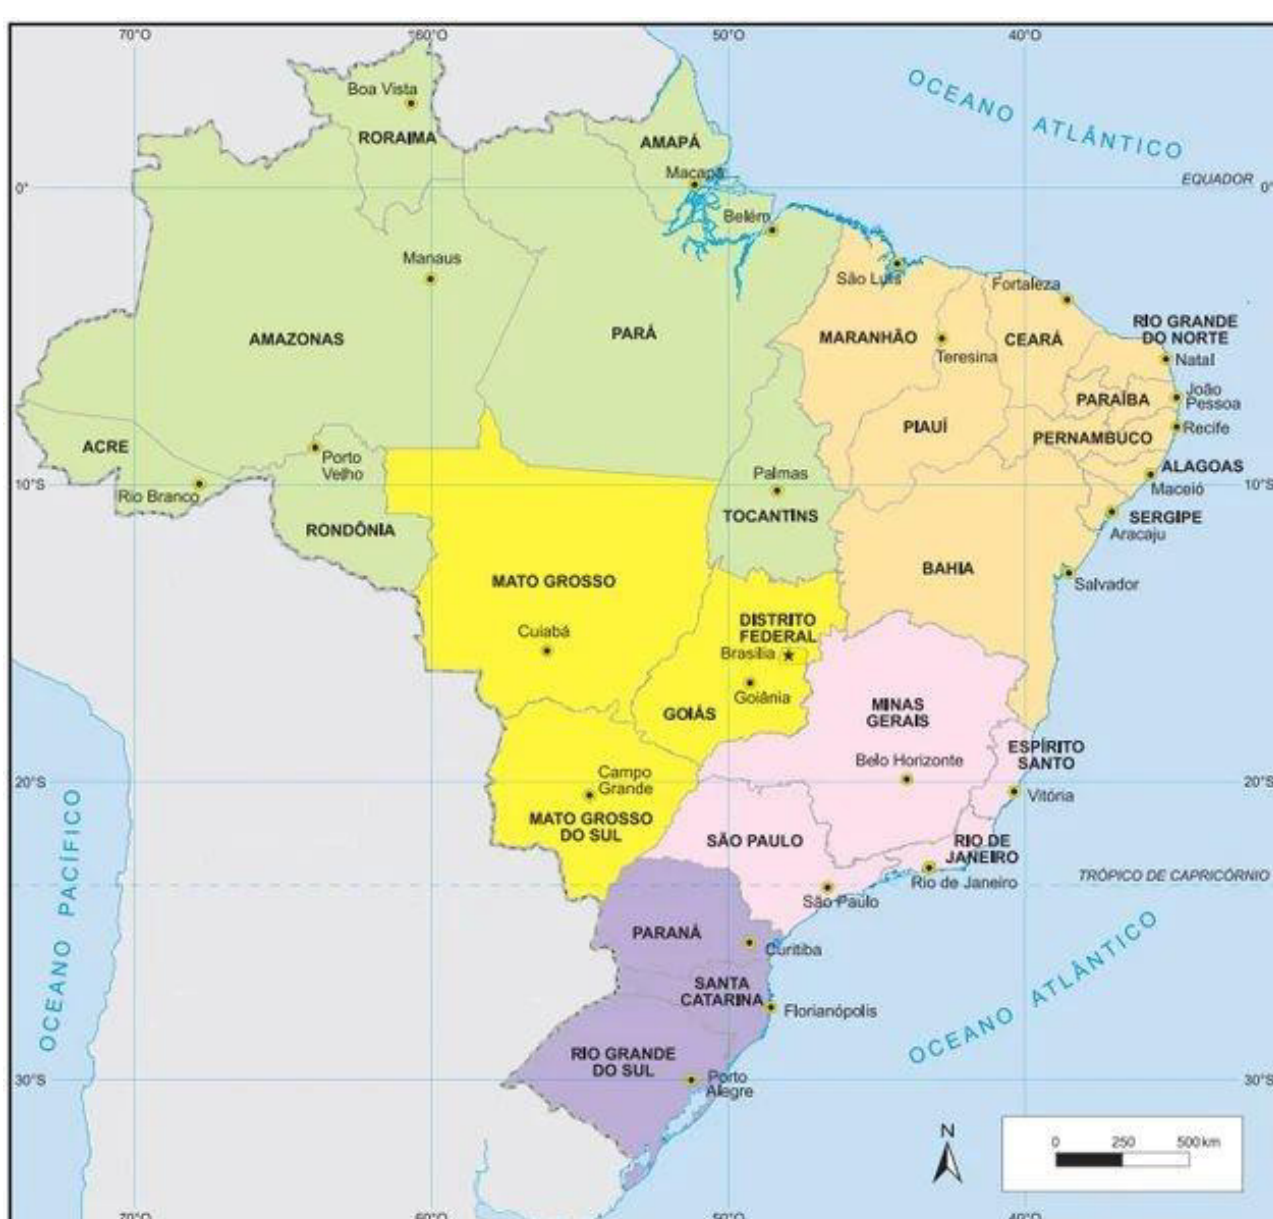 70°O
60°O
50°O
40°O
OCEANO ATLÂNTICO
Boa Vista
RORAIMA
AMAPÁ
Macapá
EQUADOR
0°
0°
Belém
Manaus
São Luís
Fortaleza
AMAZONAS
PARÁ
MARANHÃO
Teresina
CEARÁ
RIO GRANDE
DO NORTE
Natal
PARAÍBA
João
Pessoa
PIAUÍ
PERNAMBUCO
Recife
ACRE
Porto
Velho
Rio Branco
Palmas
ALAGOAS
Maceió
10°S
10°S
RONDÔNIA
TOCANTINS
SERGIPE
Aracaju
MATO GROSSO
BAHIA
Salvador
Cuiabá
DISTRITO
FEDERAL
Brasília
Goiânia
GOIÁS
MINAS
GERAIS
Belo Horizonte
ESPÍRITO
SANTO
Vitória
20°S
20°S
Campo
Grande
MATO GROSSO
DO SUL
SÃO PAULO
RIO DE
JANEIRO
Rio de Janeiro
São Paulo
TRÓPICO DE CAPRICÓRNIO
OCEANO PACÍFICO
PARANÁ
Curitiba
SANTA
CATARINA
Florianópolis
OCEANO ATLÂNTICO
RIO GRANDE
DO SUL
Porto
Alegre
30°S
30°S
N
0 250 500 km
70°O
60°O
50°O
40°O